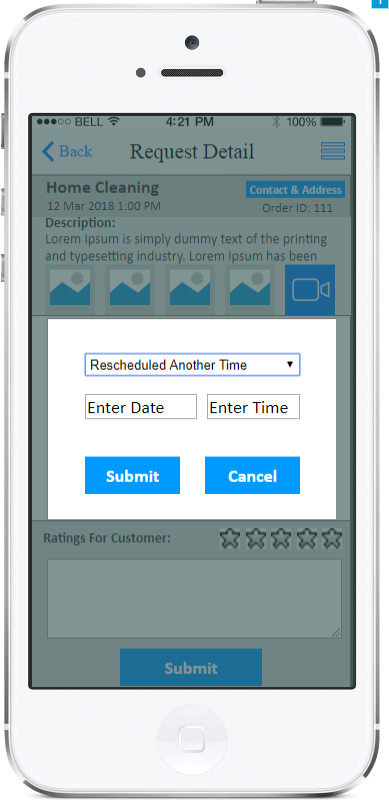 BELL 4:21 PM 100%
Back Request Detail
Home Cleaning Contact & Address
12 Mar 2018 1:00 PM Order ID: 111
Description:
Lorem Ipsum is simply dummy text of the printing
and typesetting industry. Lorem Ipsum has been
Rescheduled Another Time
Enter Date Enter Time
Submit Cancel
Ratings For Customer:
Submit